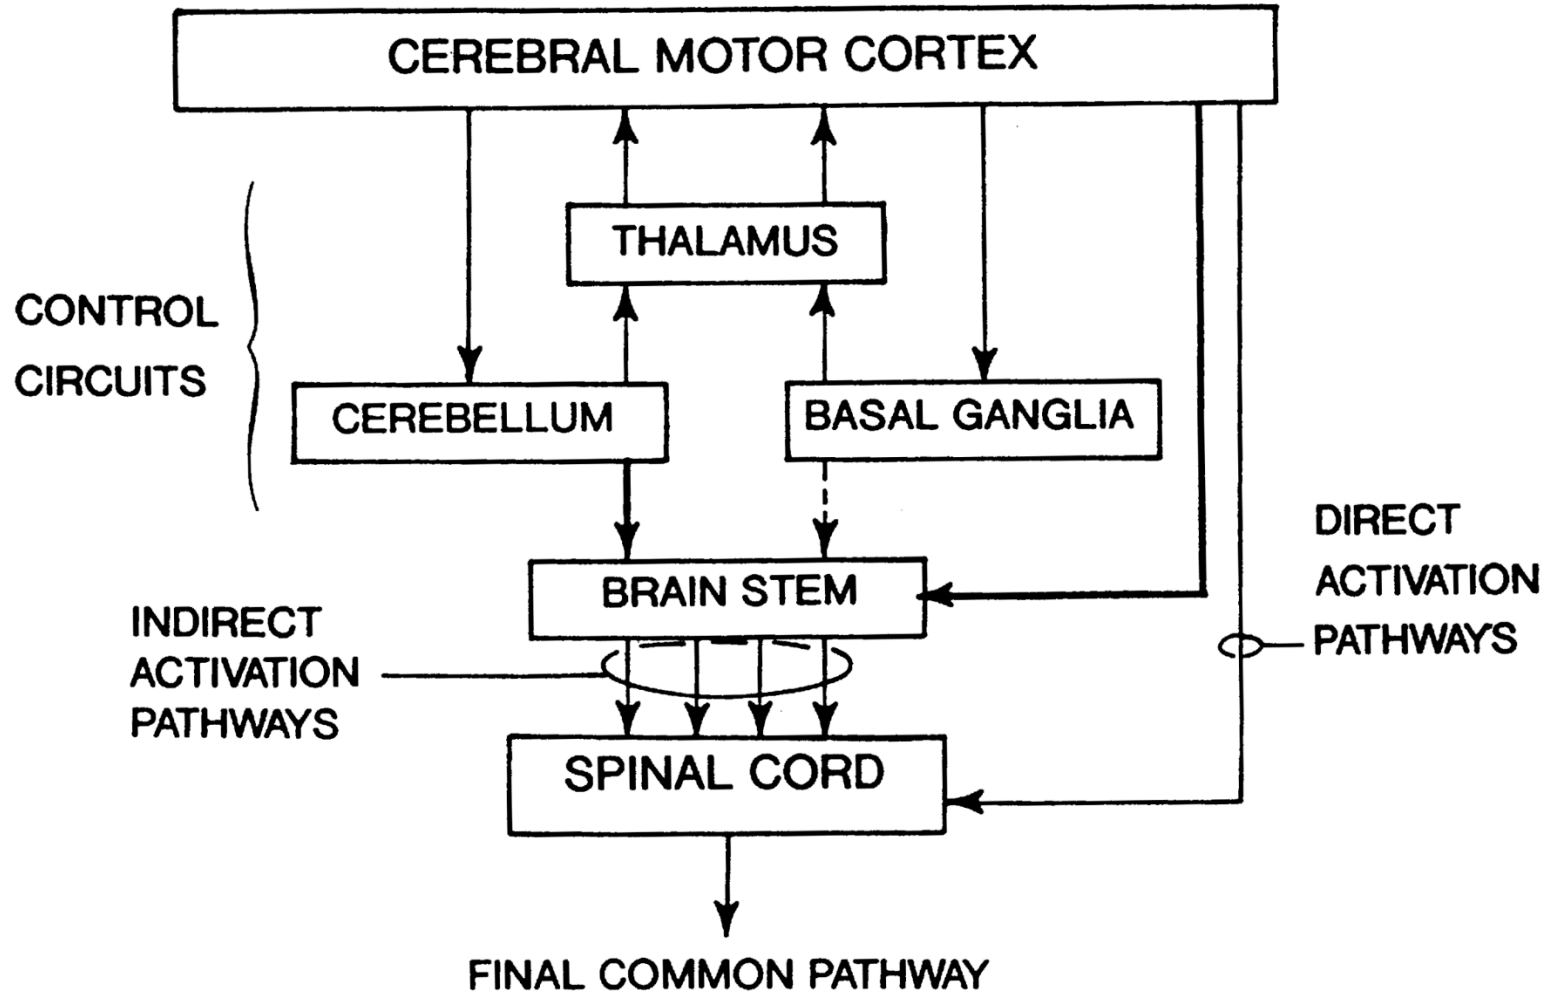 CEREBRAL MOTOR CORTEX
THALAMUS
CONTROL
CIRCUITS
CEREBELLUM
BASAL GANGLIA
BRAIN STEM
DIRECT
ACTIVATION
PATHWAYS
INDIRECT
ACTIVATION
PATHWAYS
SPINAL CORD
FINAL COMMON PATHWAY